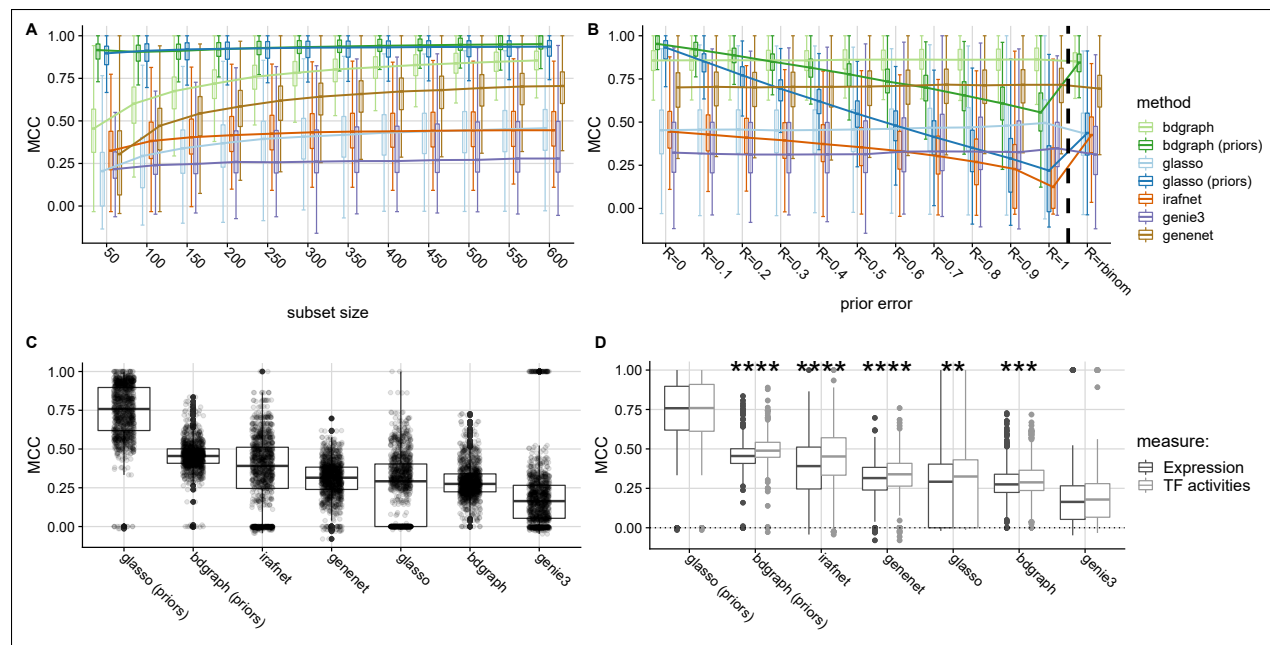 A
MCC
1.00
0.75
0.50
0.25
0.00
50
100
150
200
250
300
350
400
450
500
550
600
subset size
B
MCC
1.00
0.75
0.50
0.25
0.00
R=0
R=0.1
R=0.2
R=0.3
R=0.4
R=0.5
R=0.6
R=0.7
R=0.8
R=0.9
R=1
R=rbinom
prior error
method
bdgraph
bdgraph (priors)
glasso
glasso (priors)
irafnet
genie3
genenet
C
MCC
1.00
0.75
0.50
0.25
0.00
glasso (priors)
bdgraph (priors)
irafnet
genenet
glasso
bdgraph
genie3
D
**** **** **** ** ***
MCC
1.00
0.75
0.50
0.25
0.00
glasso (priors)
bdgraph (priors)
irafnet
genenet
glasso
bdgraph
genie3
measure:
Expression
TF activities